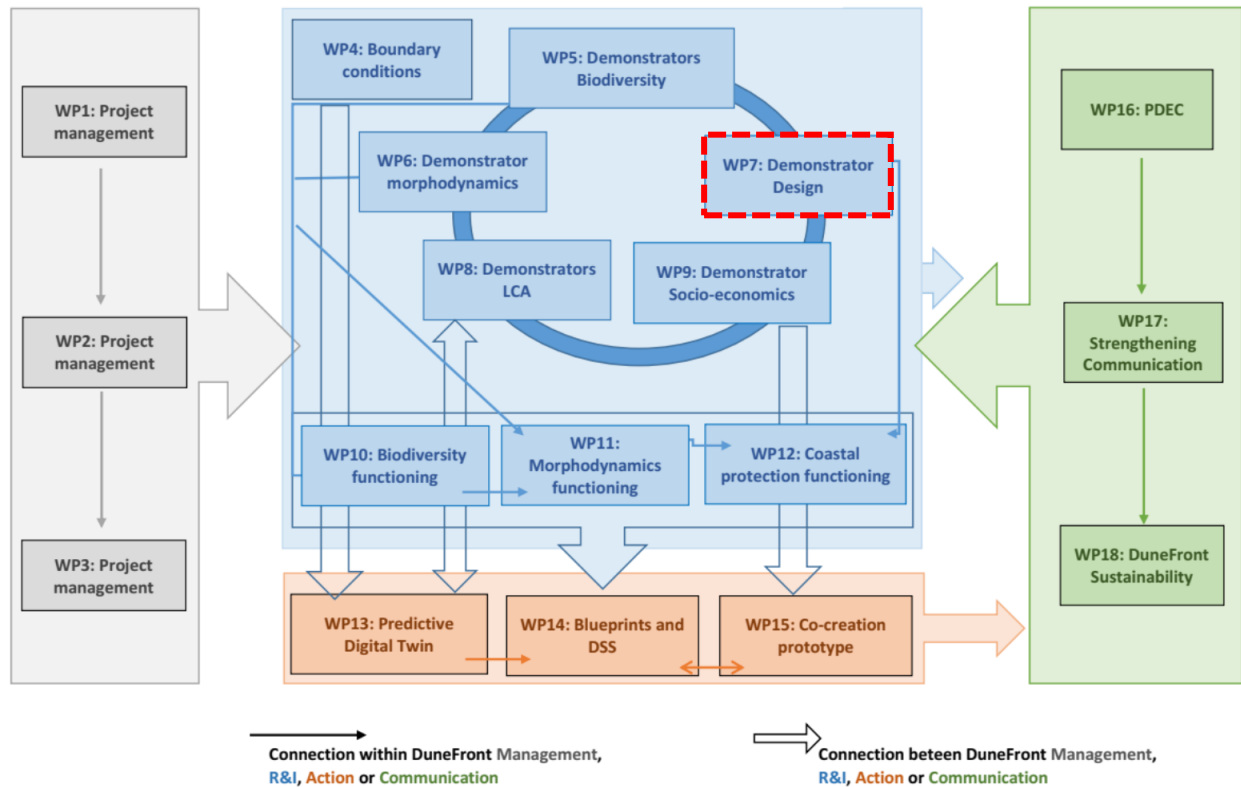 WP1: Project
management
WP2: Project
management
WP3: Project
management
WP4: Boundary
conditions
WP5: Demonstrators
Biodiversity
WP6: Demonstrator
morphodynamics
WP7: Demonstrator
Design
WP8: Demonstrators
LCA
WP9: Demonstrator
Socio-economics
WP10: Biodiversity
functioning
WP11:
Morphodynamics
functioning
WP12: Coastal
protection functioning
WP13: Predictive
Digital Twin
WP14: Blueprints and
DSS
WP15: Co-creation
prototype
WP16: PDEC
WP17:
Strengthening
Communication
WP18: DuneFront
Sustainability
Connection within DuneFront Management,
R&I, Action or Communication
Connection beteen DuneFront Management,
R&I, Action or Communication